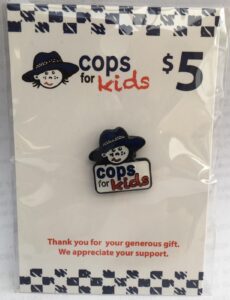 cops
for kids
$5
cops
for kids
Thank you for your generous gift.
We appreciate your support.